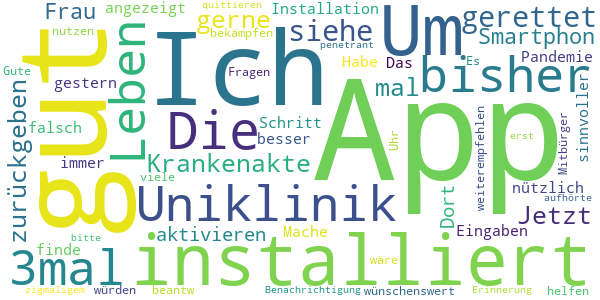 quittieren
Frau angezeigt gerne Installation Um gerettet
nutzen bekämpfen siehe penetrant Smartphon
gut Leben Ich Habe Das Es Pandemie
Gute gestern Fragen mal bisher sinnvoller
zurückgeben falsch Die Schritt App Uhr erst
immer besser Krankenakte weiterempfehlen Mitbürger
viele Uniklinik Dort nützlich
Jetzt
bitte aktivieren Mache Eingaben aufhörte
finde installiert wäre
3mal
zigmaligem würden beantw Benachrichtigung wünschenswert Erinnerung helfen